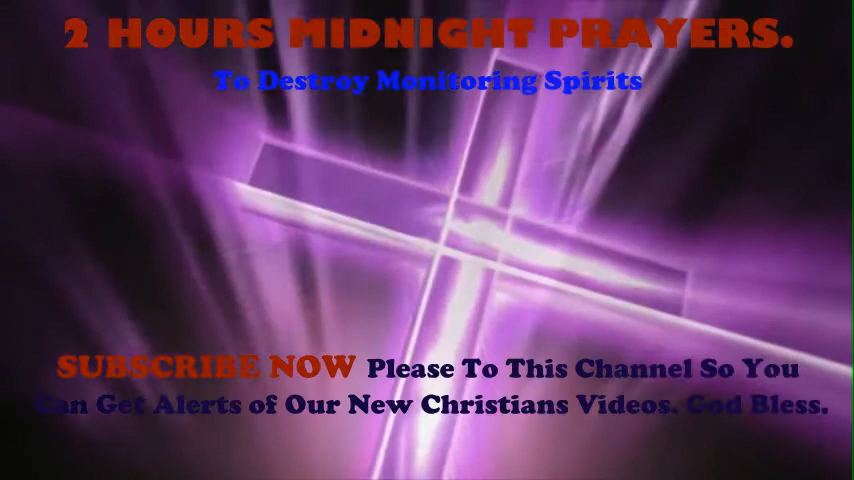 2 HOURS MIDNIGHT PRAYERS.
To Destroy Monitoring Spirits
SUBSCRIBE NOW Please To This Channel So You
Can Get Alerts of Our New Christians Videos. God Bless.